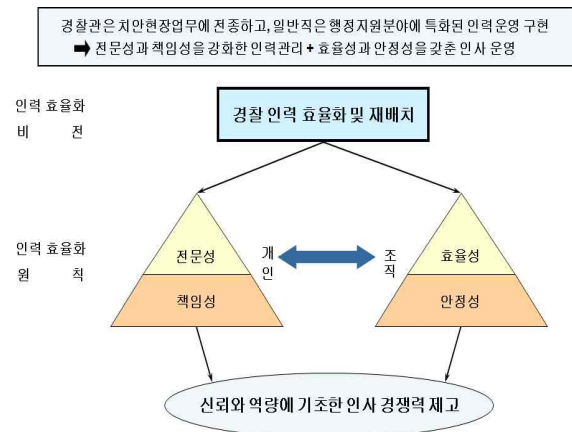 경찰관은 치안현장업무에 전종하고, 일반직은 행정지원분야에 특화된 인력운영 구현
➡ 전문성과 책임성을 강화한 인력관리 + 효율성과 안정성을 갖춘 인사 운영
인력 효율화
비 전
경찰 인력 효율화 및 재배치
인력 효율화
원 칙
전문성
책임성
개인
조직
효율성
안정성
신뢰와 역량에 기초한 인사 경쟁력 제고